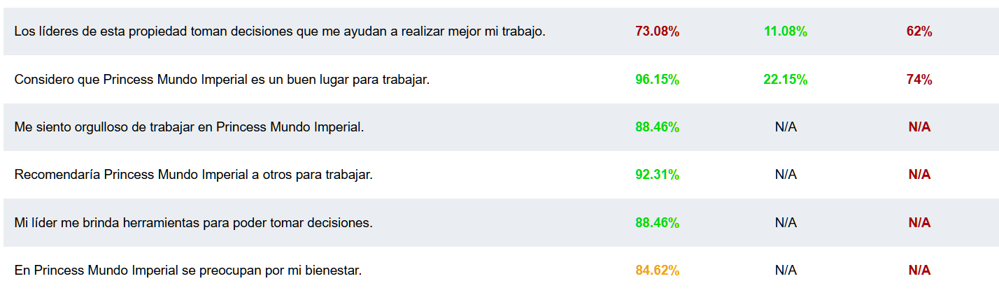 Los líderes de esta propiedad toman decisiones que me ayudan a realizar mejor mi trabajo. 73.08% 11.08% 62%
Considero que Princess Mundo Imperial es un buen lugar para trabajar. 96.15% 22.15% 74%
Me siento orgulloso de trabajar en Princess Mundo Imperial. 88.46% N/A N/A
Recomendaría Princess Mundo Imperial a otros para trabajar. 92.31% N/A N/A
Mi líder me brinda herramientas para poder tomar decisiones. 88.46% N/A N/A
En Princess Mundo Imperial se preocupan por mi bienestar. 84.62% N/A N/A